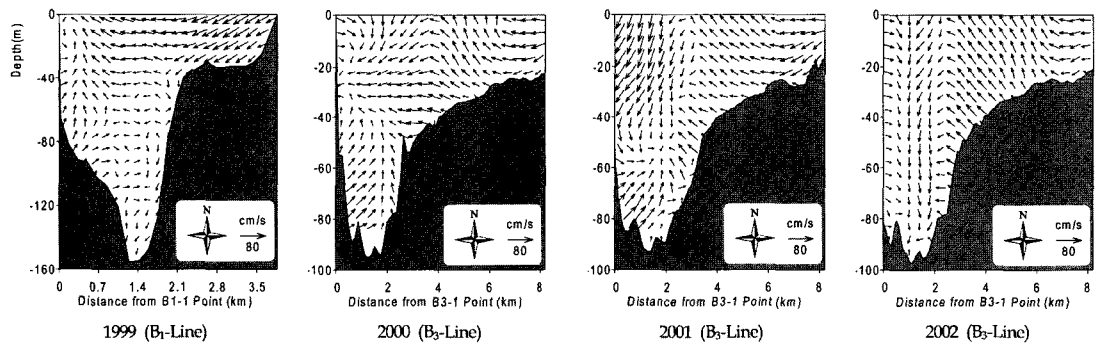 Depth(m)
0
-40
-80
-120
-160
0 0.7 1.4 2.1 2.8 3.5
Distance from B1-1 Point (km)
N
cm/s
80
1999 (B₁-Line)
0
-20
-40
-60
-80
-100
0 2 4 6 8
Distance from B3-1 Point (km)
N
cm/s
80
2000 (B₃-Line)
0
-20
-40
-60
-80
-100
0 2 4 6 8
Distance from B3-1 Point (km)
N
cm/s
80
2001 (B₃-Line)
0
-20
-40
-60
-80
-100
0 2 4 6 8
Distance from B3-1 Point (km)
N
cm/s
80
2002 (B₃-Line)